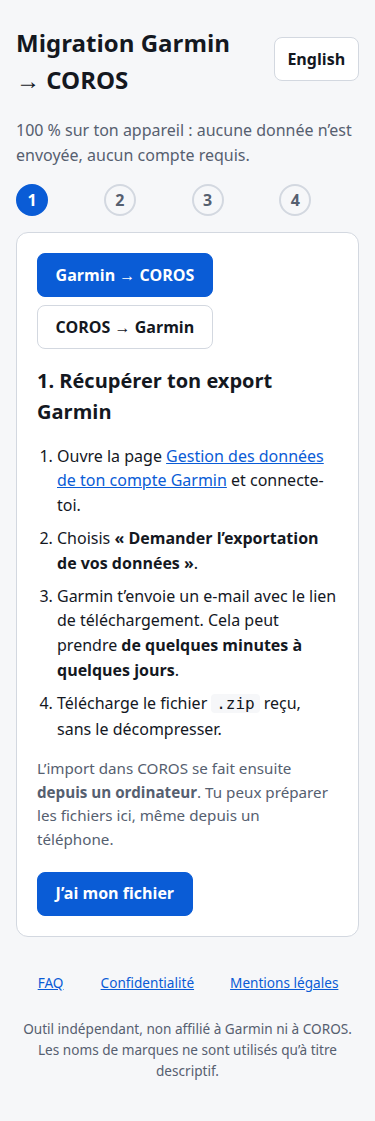 Migration Garmin
→ COROS
English
100 % sur ton appareil : aucune donnée n’est
envoyée, aucun compte requis.
1
2
3
4
Garmin → COROS
COROS → Garmin
1. Récupérer ton export
Garmin
1. Ouvre la page Gestion des données
de ton compte Garmin et connecte-
toi.
2. Choisis « Demander l’exportation
de vos données ».
3. Garmin t’envoie un e-mail avec le lien
de téléchargement. Cela peut
prendre de quelques minutes à
quelques jours.
4. Télécharge le fichier .zip reçu,
sans le décompresser.
L’import dans COROS se fait ensuite
depuis un ordinateur. Tu peux préparer
les fichiers ici, même depuis un
téléphone.
J’ai mon fichier
FAQ
Confidentialité
Mentions légales
Outil indépendant, non affilié à Garmin ni à COROS.
Les noms de marques ne sont utilisés qu’à titre
descriptif.